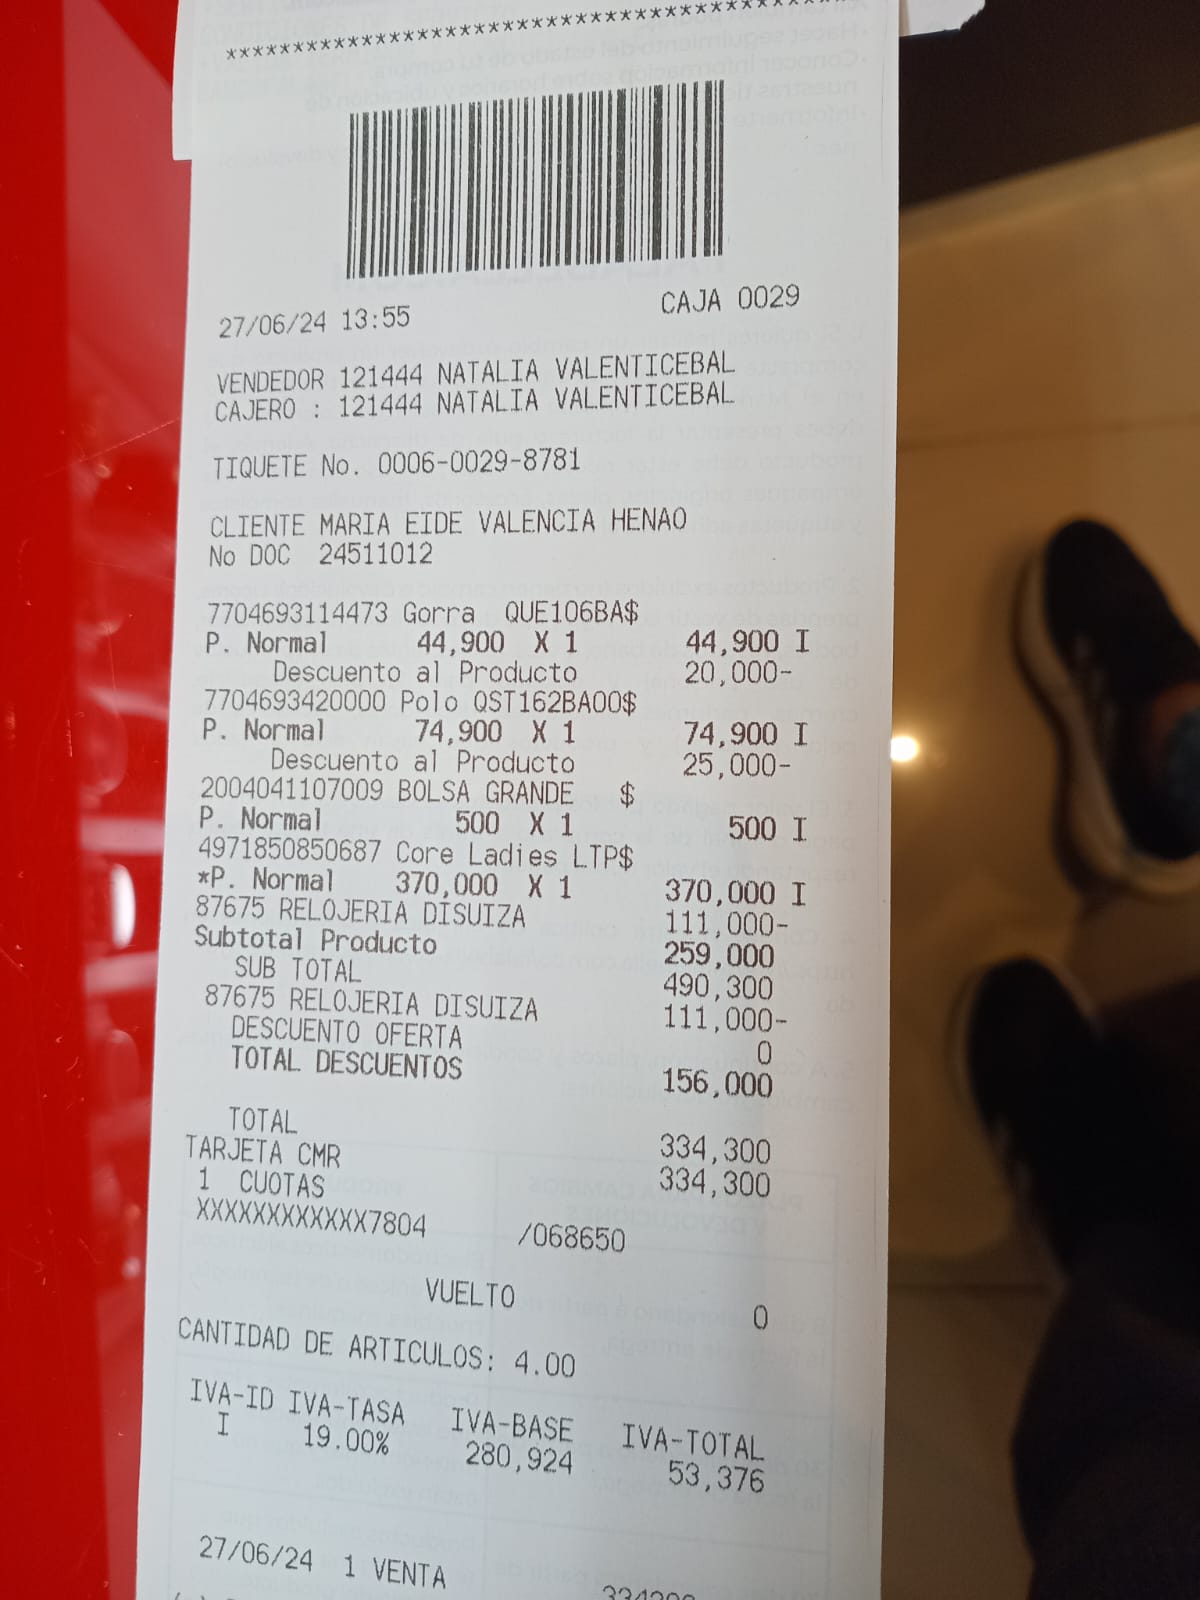 ********************************************
27/06/24 13:55 CAJA 0029
VENDEDOR 121444 NATALIA VALENTICEBAL
CAJERO : 121444 NATALIA VALENTICEBAL
TIQUETE No. 0006-0029-8781
CLIENTE MARIA EIDE VALENCIA HENAO
No DOC 24511012
7704693114473 Gorra QUE106BA$
P. Normal 44,900 X 1 44,900 I
Descuento al Producto 20,000-
7704693420000 Polo QST162BA00$
P. Normal 74,900 X 1 74,900 I
Descuento al Producto 25,000-
2004041107009 BOLSA GRANDE $
P. Normal 500 X 1 500 I
4971850850687 Core Ladies LTP$
*P. Normal 370,000 X 1 370,000 I
87675 RELOJERIA DISUIZA 111,000-
Subtotal Producto 259,000
SUB TOTAL 490,300
87675 RELOJERIA DISUIZA 111,000-
DESCUENTO OFERTA 0
TOTAL DESCUENTOS 156,000
TOTAL 334,300
TARJETA CMR 334,300
1 CUOTAS
XXXXXXXXXXXX7804 /068650
VUELTO 0
CANTIDAD DE ARTICULOS: 4.00
IVA-ID IVA-TASA IVA-BASE IVA-TOTAL
I 19.00% 280,924 53,376
27/06/24 1 VENTA